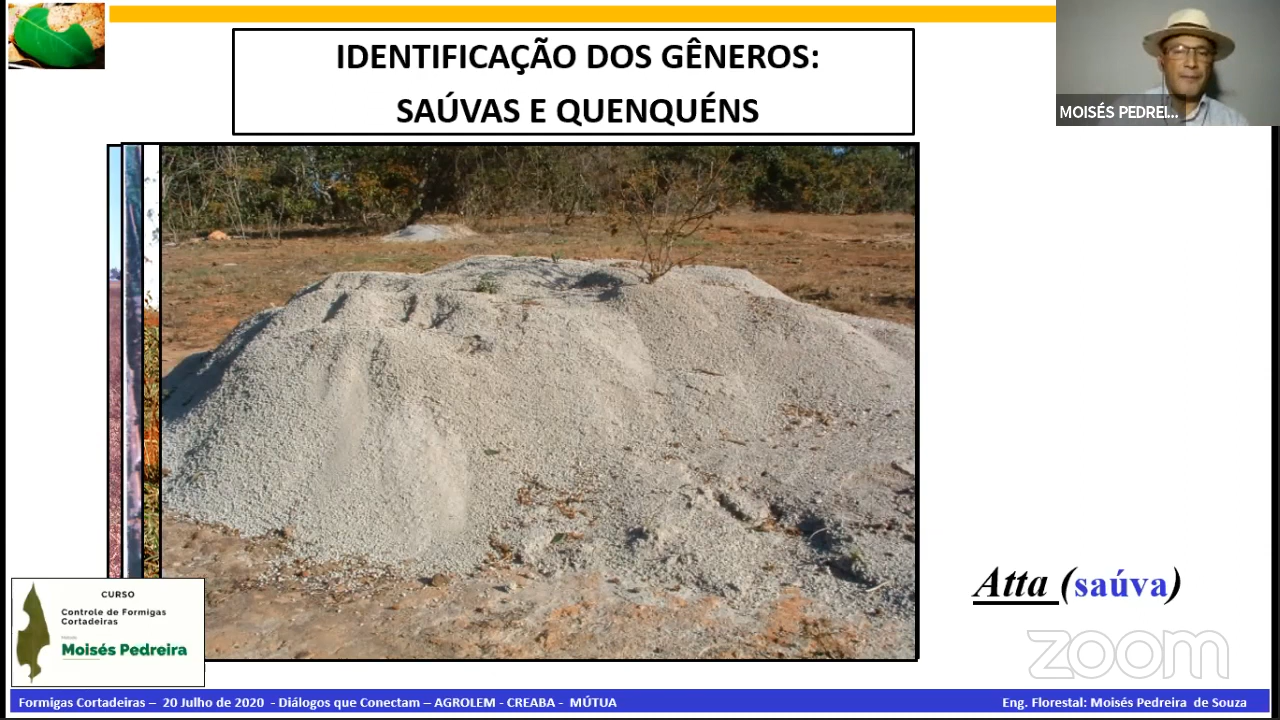 IDENTIFICAÇÃO DOS GÊNEROS:
SAÚVAS E QUENQUÉNS
MOISÉS PEDREI...
Atta (saúva)
CURSO
Controle de Formigas
Cortadeiras
Moisés Pedreira
zoom
Formigas Cortadeiras – 20 Julho de 2020 - Diálogos que Conectam – AGROLEM - CREABA - MÚTUA
Eng. Florestal: Moisés Pedreira de Souza